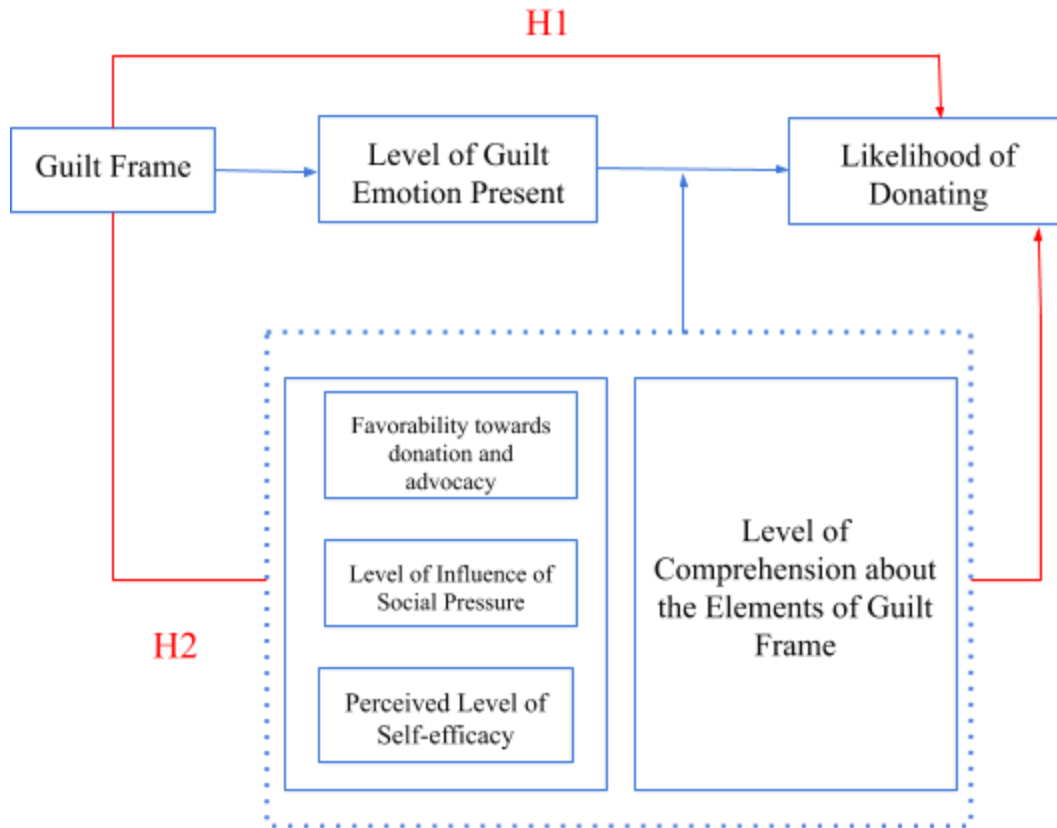 H1
Guilt Frame
Level of Guilt
Emotion Present
Likelihood of
Donating
Favorability towards
donation and
advocacy
Level of Influence of
Social Pressure
Perceived Level of
Self-efficacy
Level of
Comprehension about
the Elements of Guilt
Frame
H2